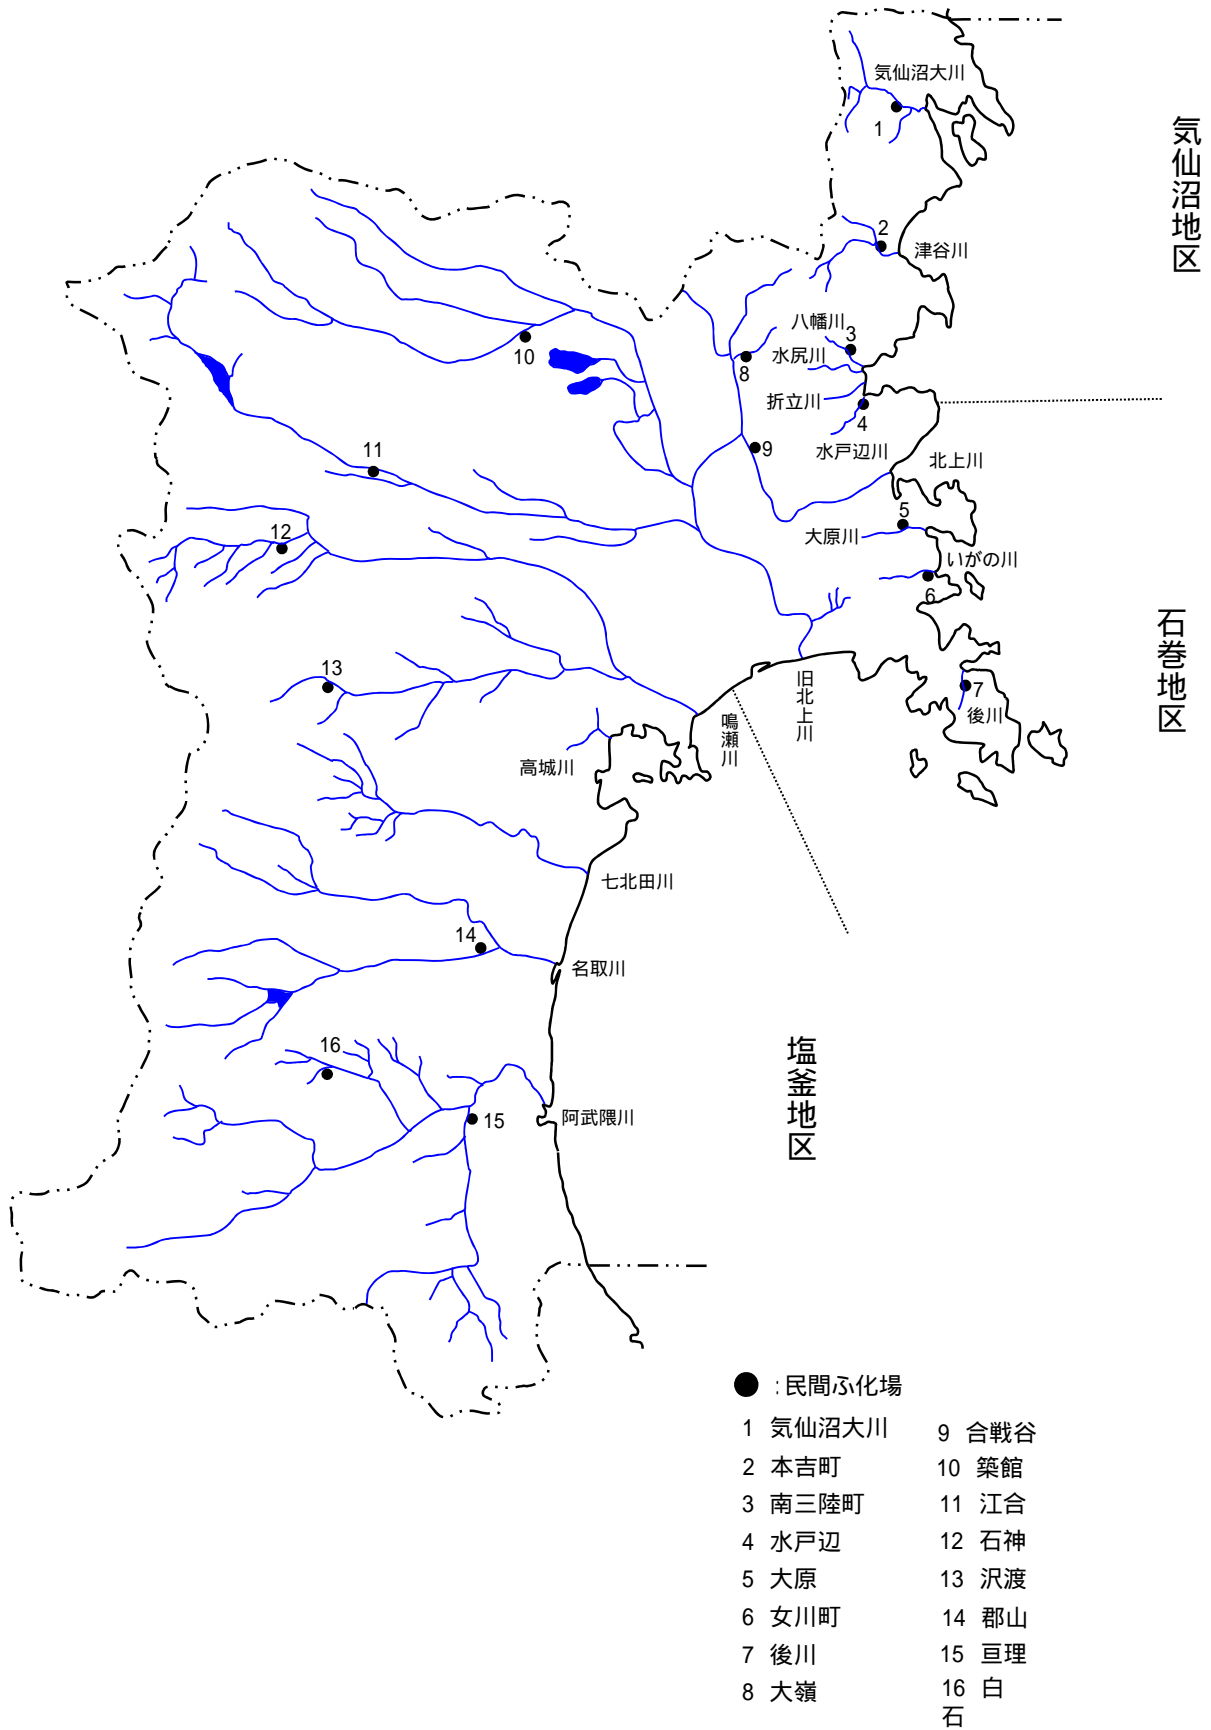 気仙沼大川
1
気仙沼地区
2
津谷川
八幡川
3
10
水尻川
8
折立川
4
11
9
水戸辺川
北上川
5
12
大原川
いがの川
6
石巻地区
13
旧北上川
7
後川
鳴瀬川
高城川
七北田川
14
名取川
16
塩釜地区
15
阿武隈川
:民間ふ化場
1 気仙沼大川
2 本吉町
3 南三陸町
4 水戸辺
5 大原
6 女川町
7 後川
8 大嶺
9 合戦谷
10 築館
11 江合
12 石神
13 沢渡
14 郡山
15 亘理
16 白
石